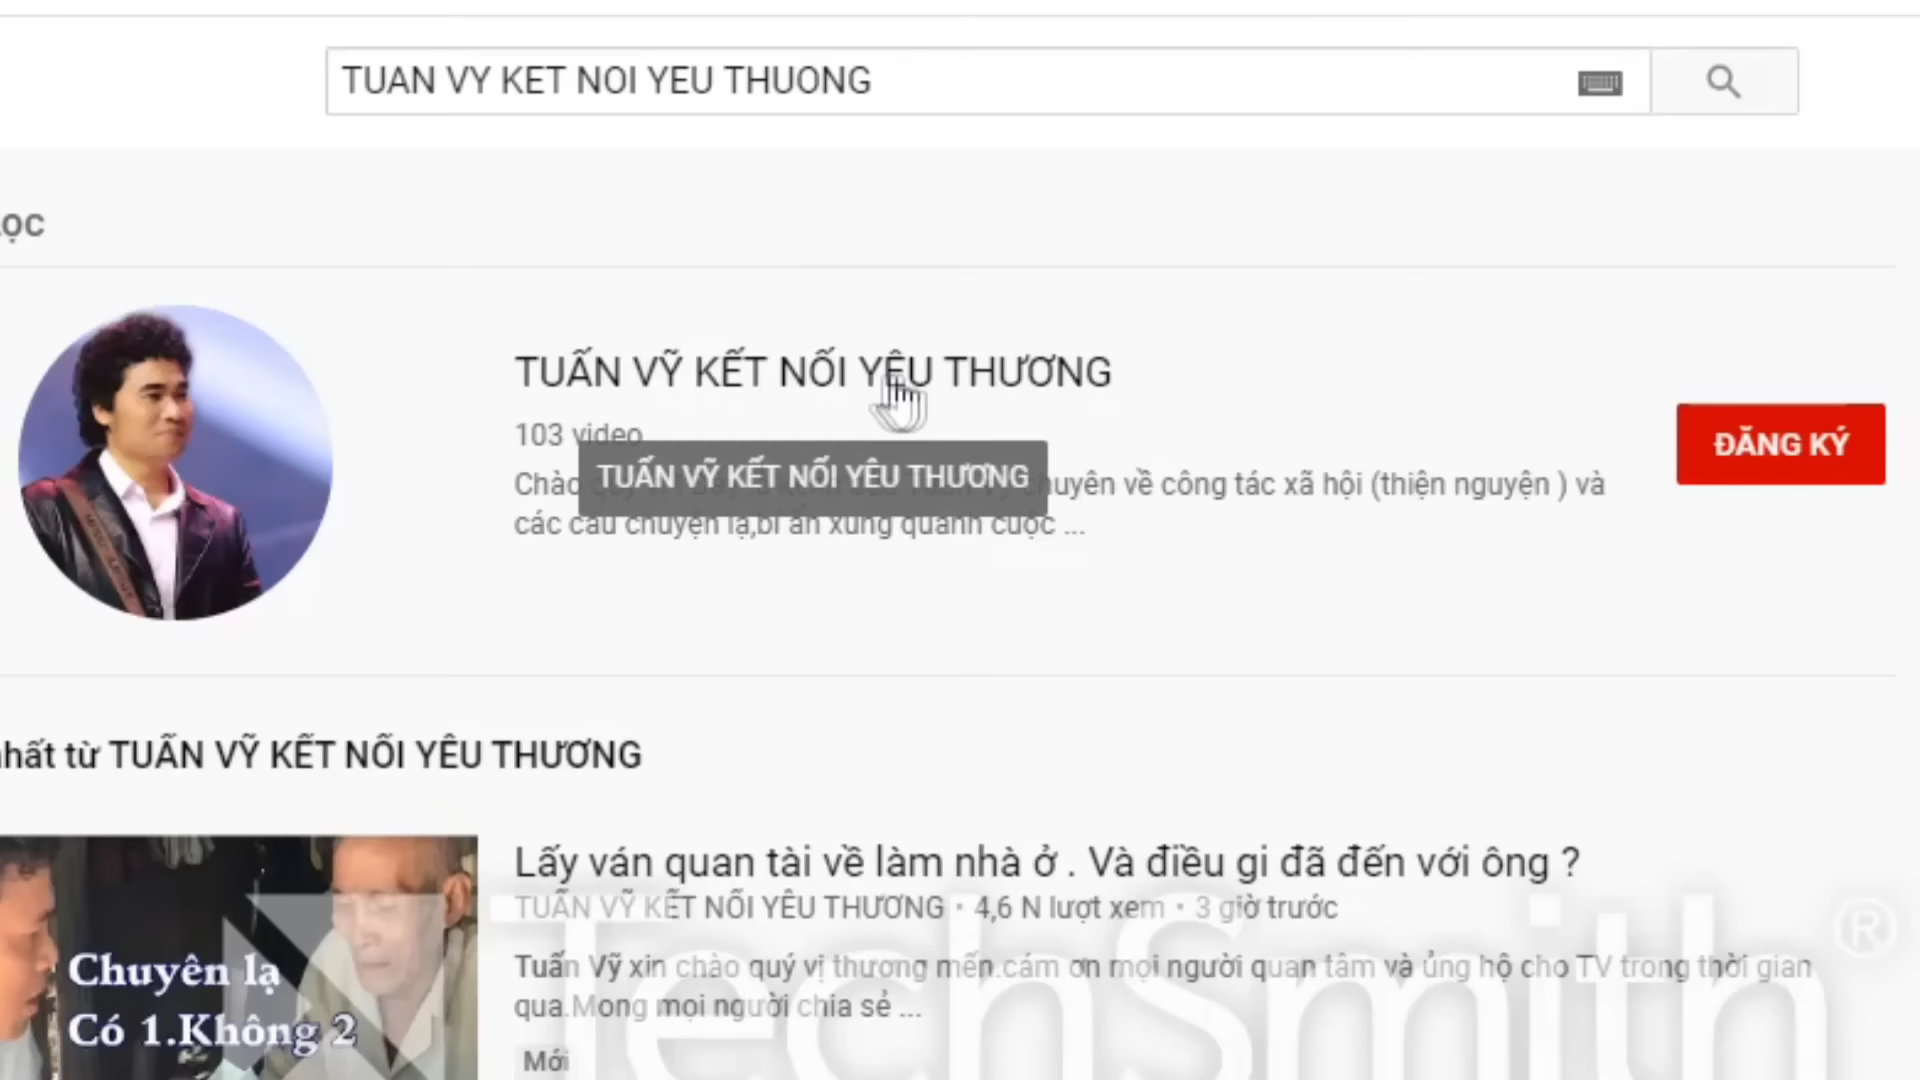 TUAN VY KET NOI YEU THUONG
LỌC
TUẤN VỸ KẾT NỐI YÊU THƯƠNG
103 video
TUẤN VỸ KẾT NỐI YÊU THƯƠNG
ĐĂNG KÝ
Chào chuyên về công tác xã hội (thiện nguyện ) và
các câu chuyện lạ,bí ẩn xung quanh cuộc ...
nhất từ TUẤN VỸ KẾT NỐI YÊU THƯƠNG
Chuyện lạ
Có 1.Không 2
Lấy ván quan tài về làm nhà ở . Và điều gi đã đến với ông ?
TUẤN VỸ KẾT NỐI YÊU THƯƠNG • 4,6 N lượt xem • 3 giờ trước
Tuấn Vỹ xin chào quý vị thương mến.cám ơn mọi người quan tâm và ủng hộ cho TV trong thời gian
qua.Mong mọi người chia sẻ ...
Mới
TechSmith®